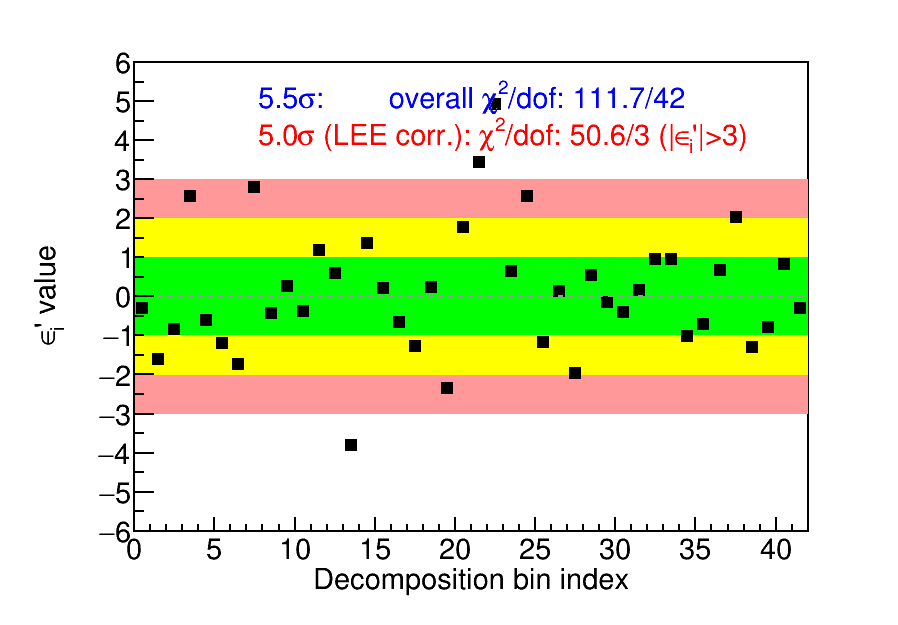 5.5σ: overall χ²/dof: 111.7/42
5.0σ (LEE corr.): χ²/dof: 50.6/3 (|ϵᵢ'|>3)
6
5
4
3
2
1
0
−1
−2
−3
−4
−5
−6
ϵᵢ' value
0 5 10 15 20 25 30 35 40
Decomposition bin index